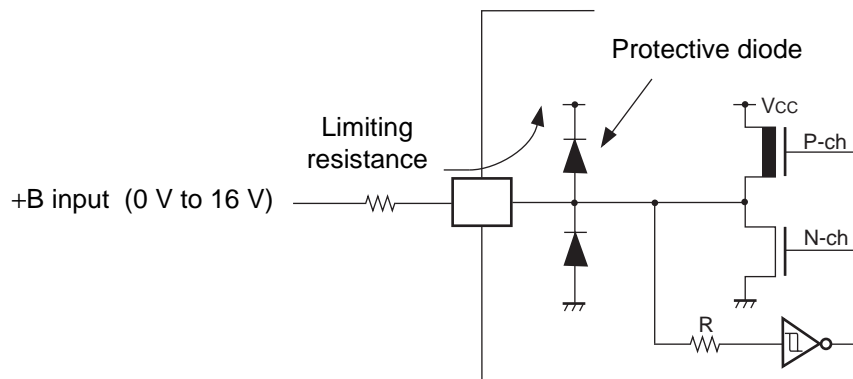 Protective diode
Limiting
resistance
VCC
P-ch
+B input (0 V to 16 V)
N-ch
R